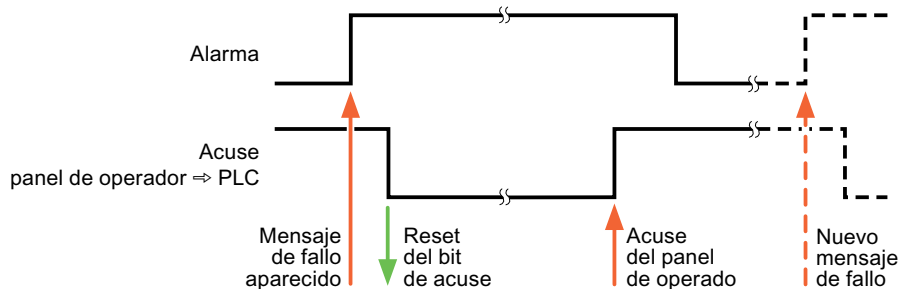 Alarma
Acuse
panel de operador ⇨ PLC
Mensaje
de fallo
aparecido
Reset
del bit
de acuse
Acuse
del panel
de operado
Nuevo
mensaje
de fallo